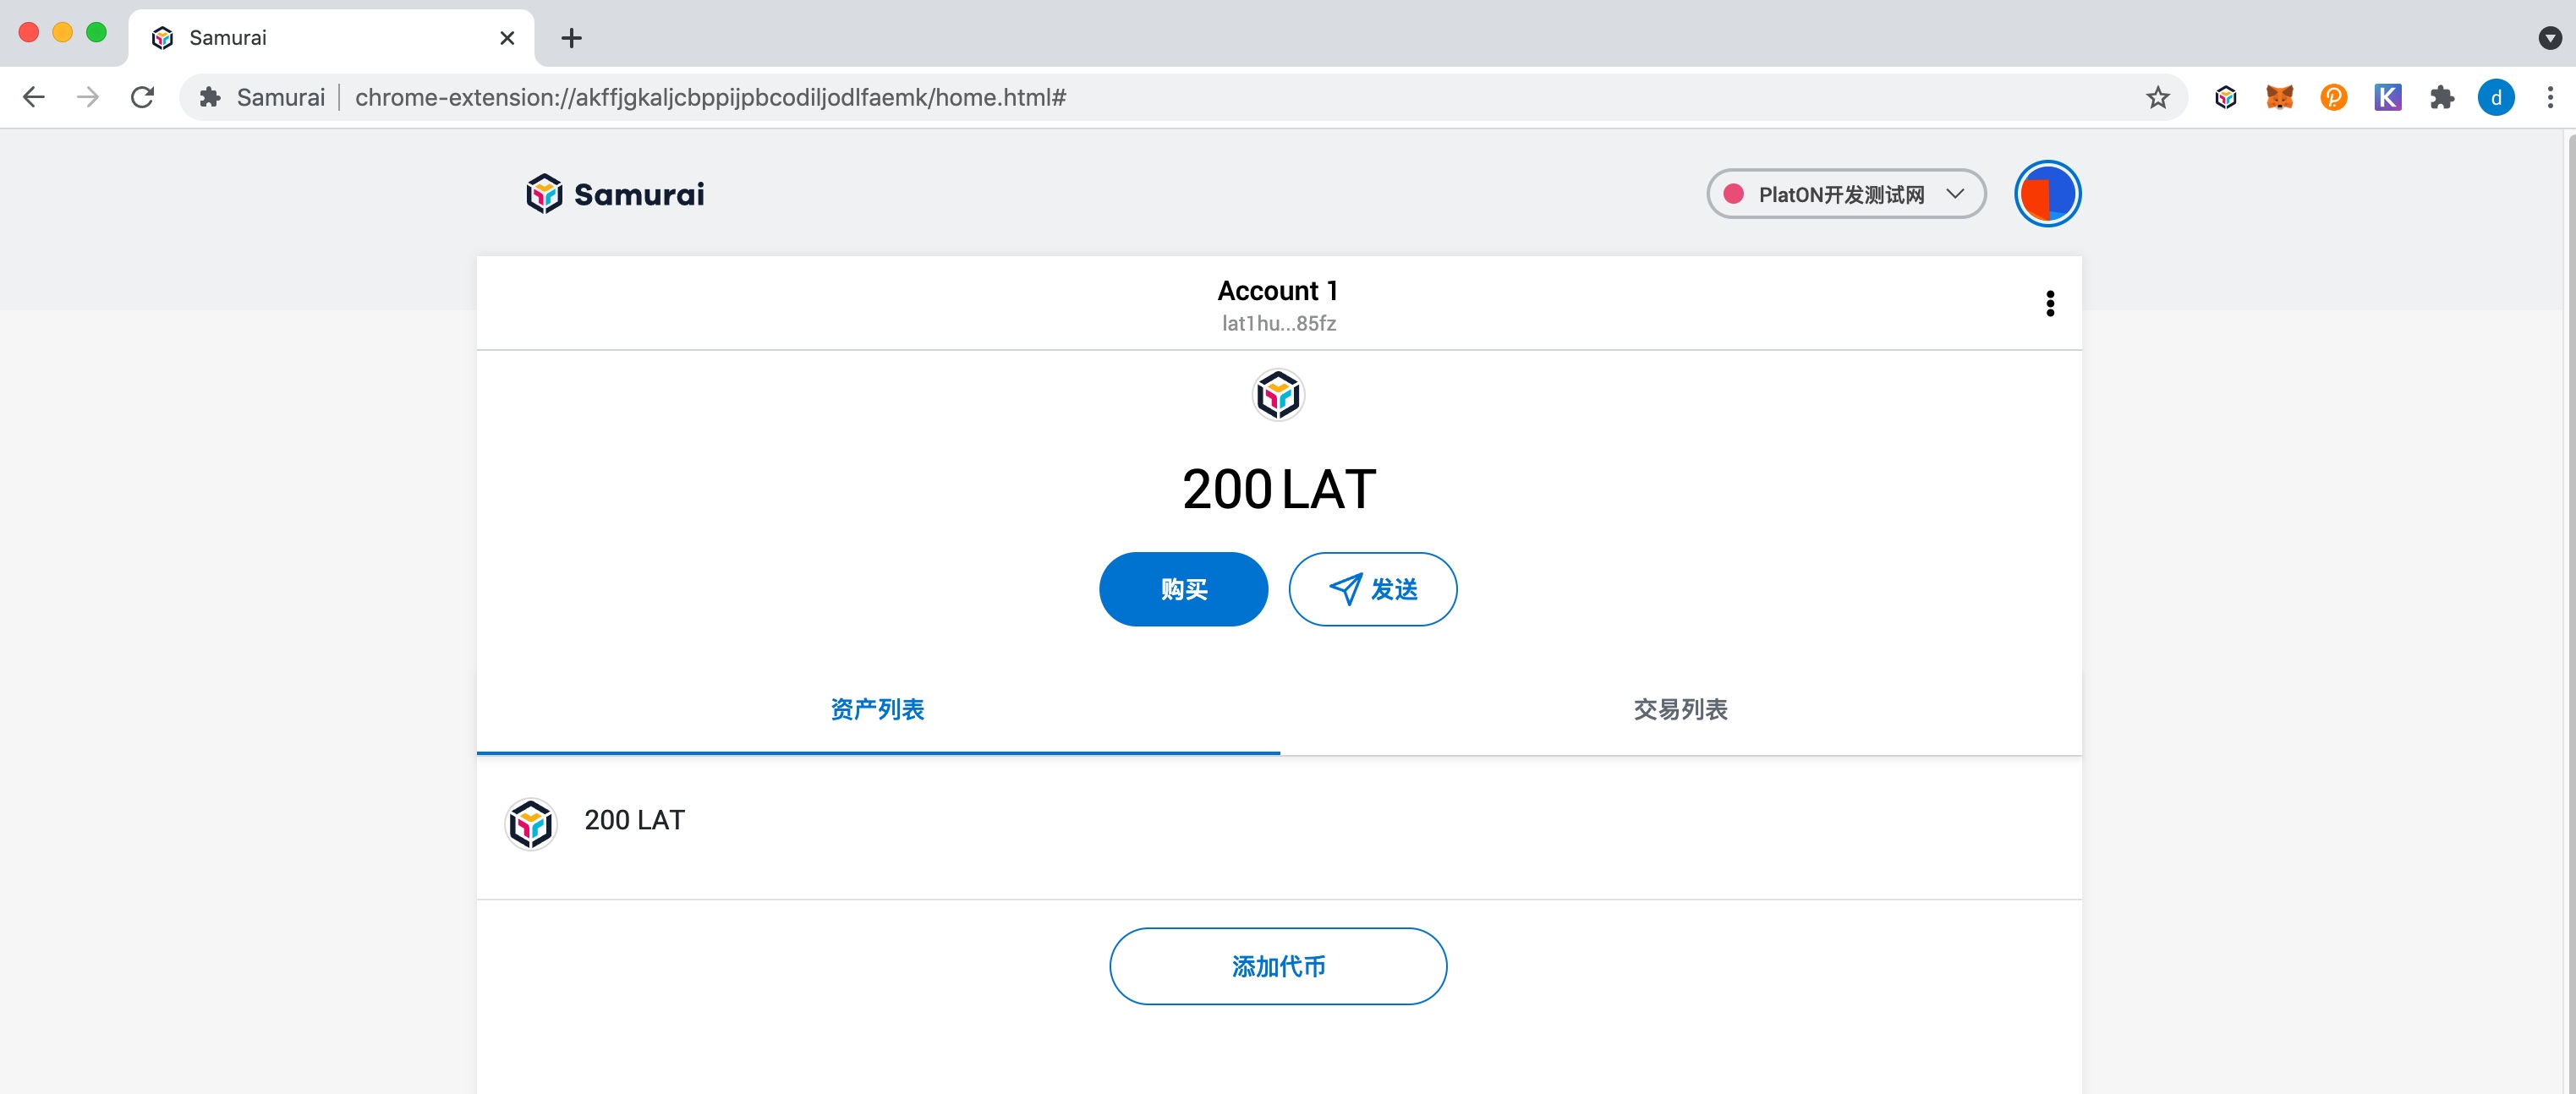 Samurai
Samurai | chrome-extension://akffjgkaljcbppijpbcodiljodlfaemk/home.html#
K
d
Samurai
PlatON开发测试网
Account 1
lat1hu...85fz
200 LAT
购买
发送
资产列表
交易列表
200 LAT
添加代币